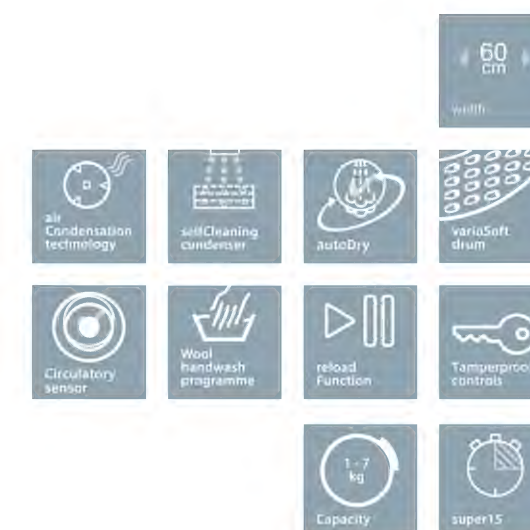 60
cm
width
air
Condensation
technology
selfCleaning
condenser
autoDry
varioSoft
drum
Circulatory
sensor
Wool
handwash
programme
reload
Function
Tamperproo
controls
1 - 7
kg
Capacity
super15